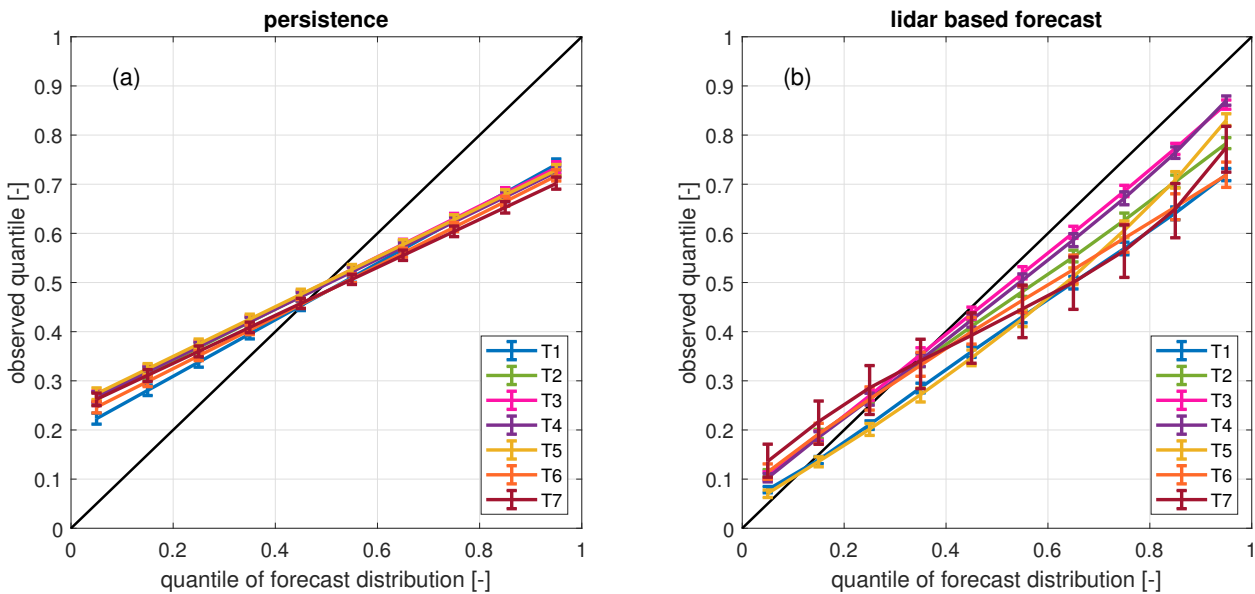 persistence
(a)
1
0.9
0.8
0.7
0.6
0.5
0.4
0.3
0.2
0.1
0
0 0.2 0.4 0.6 0.8 1
observed quantile [-]
quantile of forecast distribution [-]
T1
T2
T3
T4
T5
T6
T7
lidar based forecast
(b)
1
0.9
0.8
0.7
0.6
0.5
0.4
0.3
0.2
0.1
0
0 0.2 0.4 0.6 0.8 1
observed quantile [-]
quantile of forecast distribution [-]
T1
T2
T3
T4
T5
T6
T7